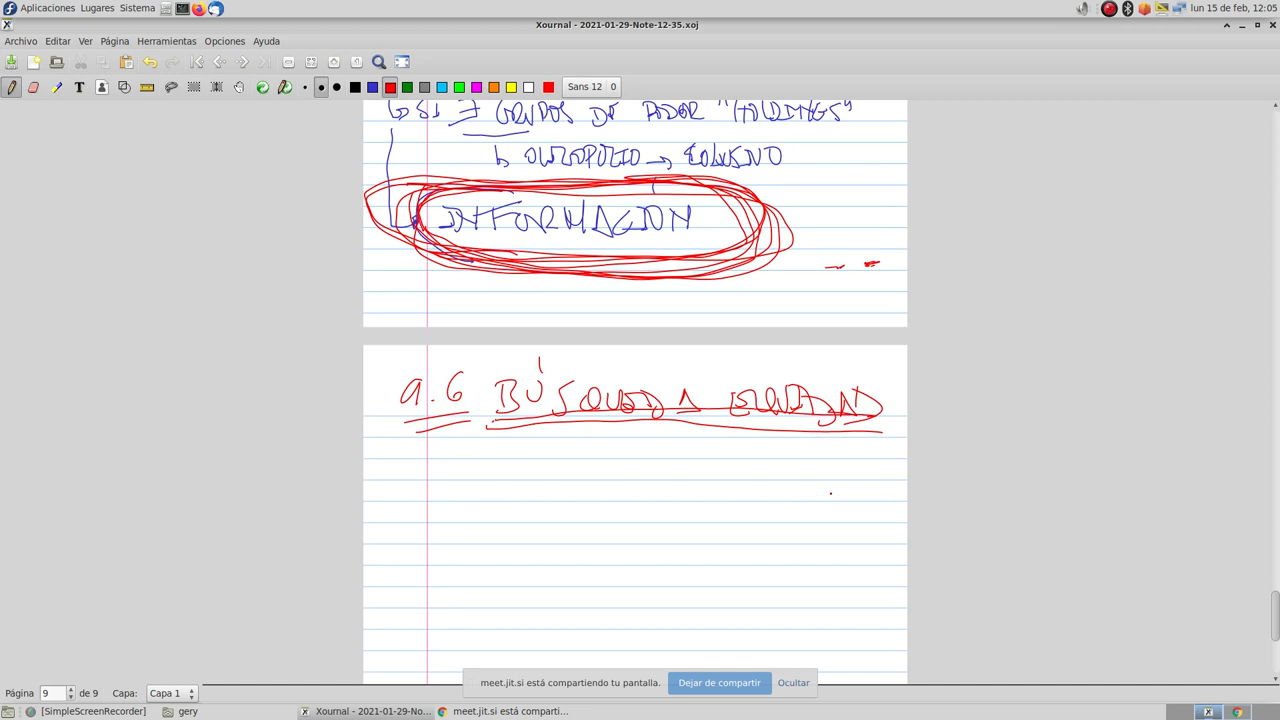 Aplicaciones Lugares Sistema lun 15 de feb, 12:05
Xournal - 2021-01-29-Note-12-35.xoj
Archivo Editar Ver Página Herramientas Opciones Ayuda
Sans 12 0
↳ SI ∃ GRUPOS DE PODER "HOLDINGS"
↳ OLIGOPOLIO →
INFORMACION
a.6 BÚSQUEDA EQUIDAD
meet.jit.si está compartiendo tu pantalla. Dejar de compartir Ocultar
Página 9 de 9 Capa: Capa 1
[SimpleScreenRecorder] gery Xournal - 2021-01-29-No... meet.jit.si está comparti...